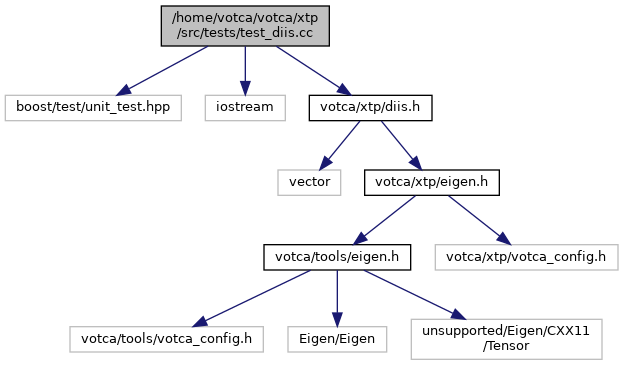 /home/votca/votca/xtp
/src/tests/test_diis.cc
boost/test/unit_test.hpp
iostream
votca/xtp/diis.h
vector
votca/xtp/eigen.h
votca/tools/eigen.h
votca/xtp/votca_config.h
votca/tools/votca_config.h
Eigen/Eigen
unsupported/Eigen/CXX11
/Tensor